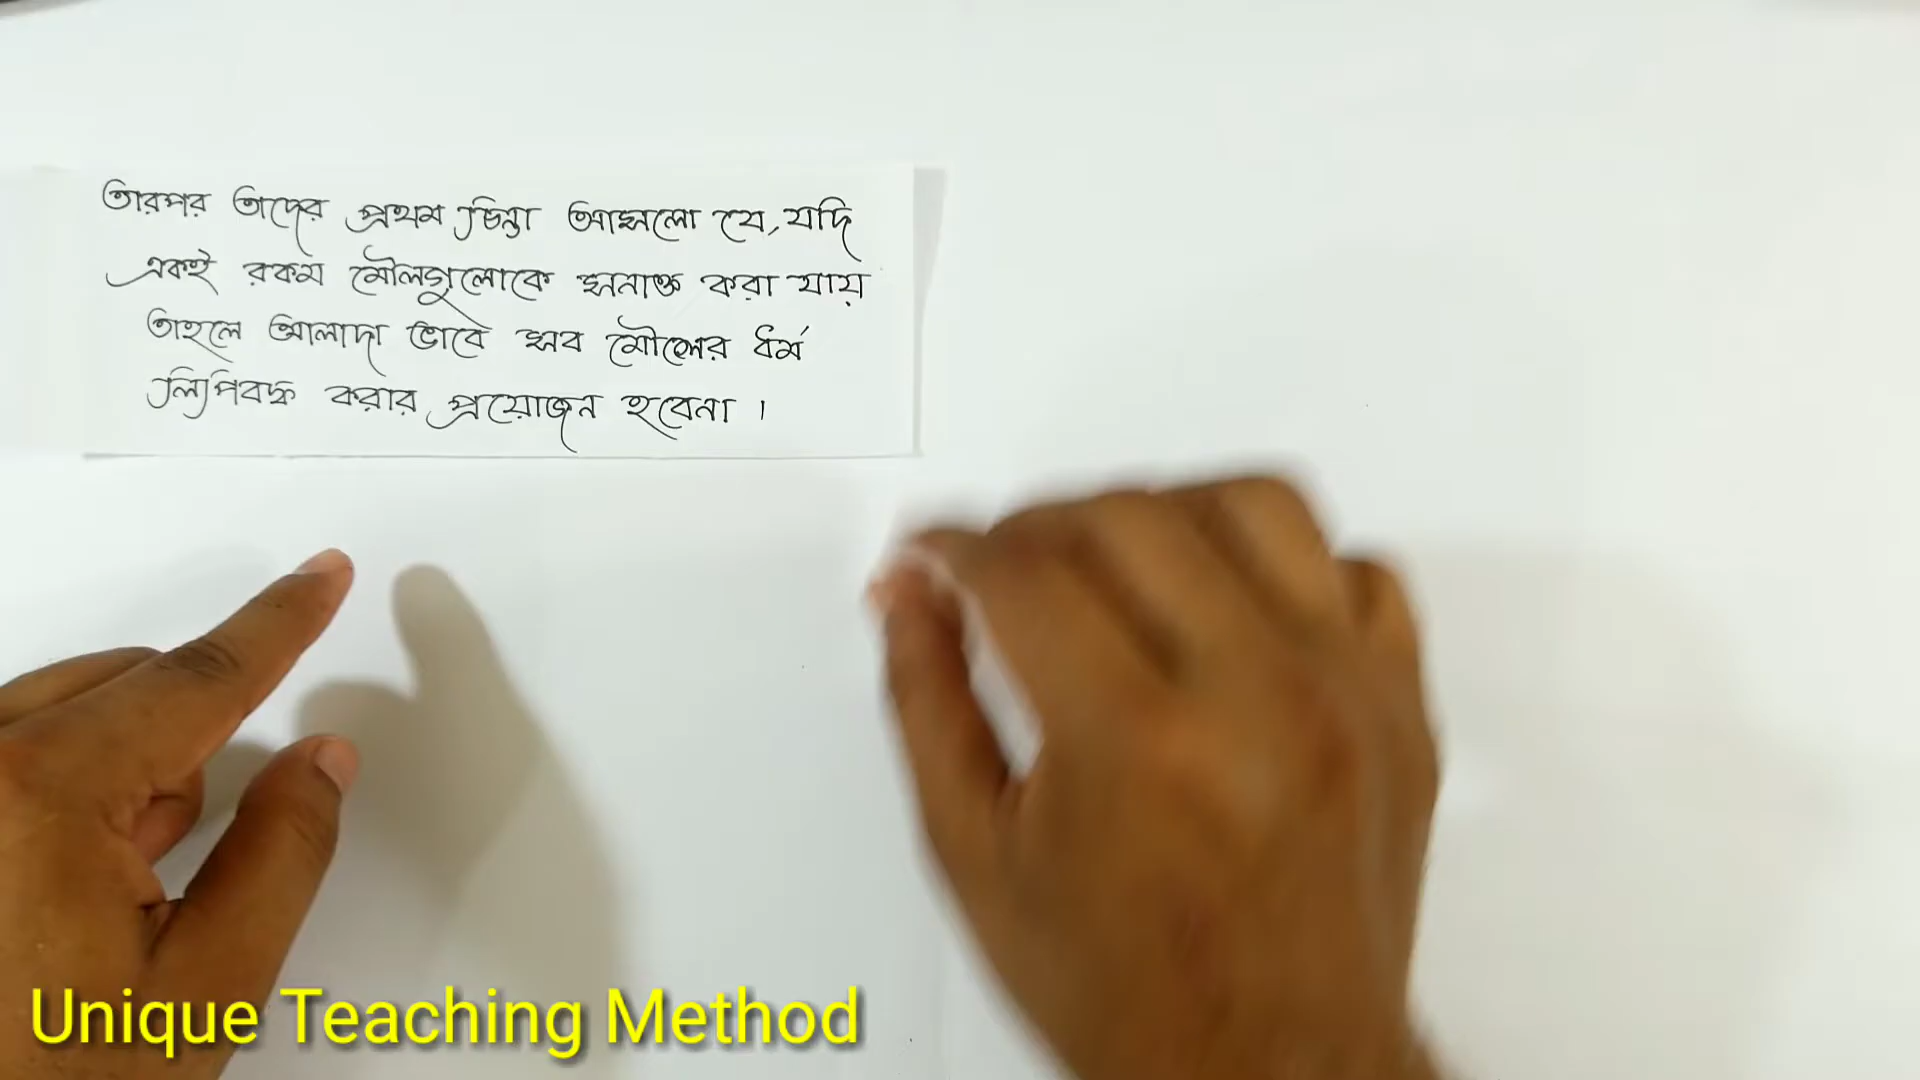 তারপর তাদের প্রথম চিন্তা আসলো যে, যদি
একই রকম মৌলগুলোকে সনাক্ত করা যায়
তাহলে আলাদা ভাবে সব মৌলের ধর্ম
লিপিবদ্ধ করার প্রয়োজন হবেনা ।
Unique Teaching Method